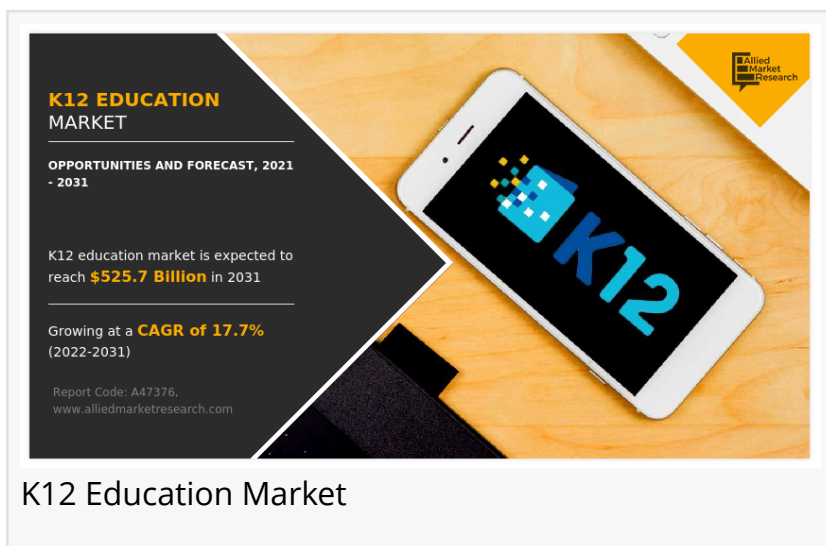 K12 EDUCATION
MARKET
OPPORTUNITIES AND FORECAST, 2021
- 2031
K12 education market is expected to
reach $525.7 Billion in 2031
Growing at a CAGR of 17.7%
(2022-2031)
Report Code: A47376,
www.alliedmarketresearch.com
Allied
Market
Research
K12
K12 Education Market